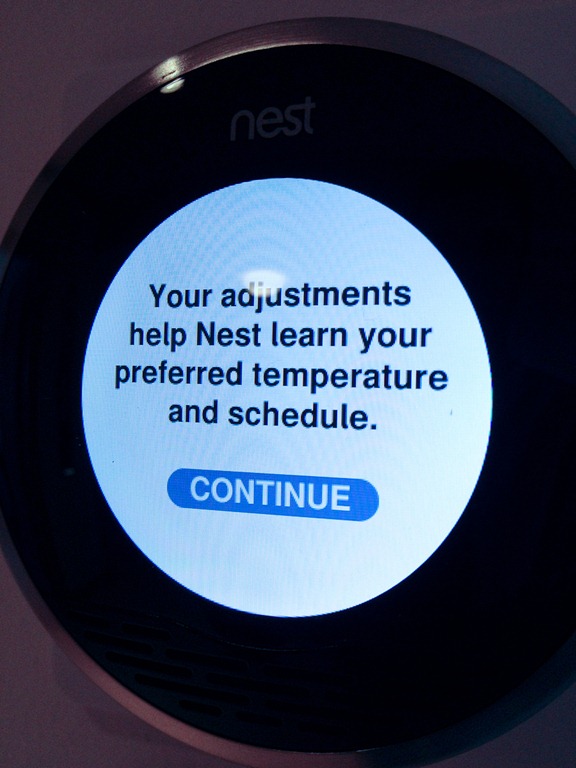 nest
Your adjustments
help Nest learn your
preferred temperature
and schedule.
CONTINUE